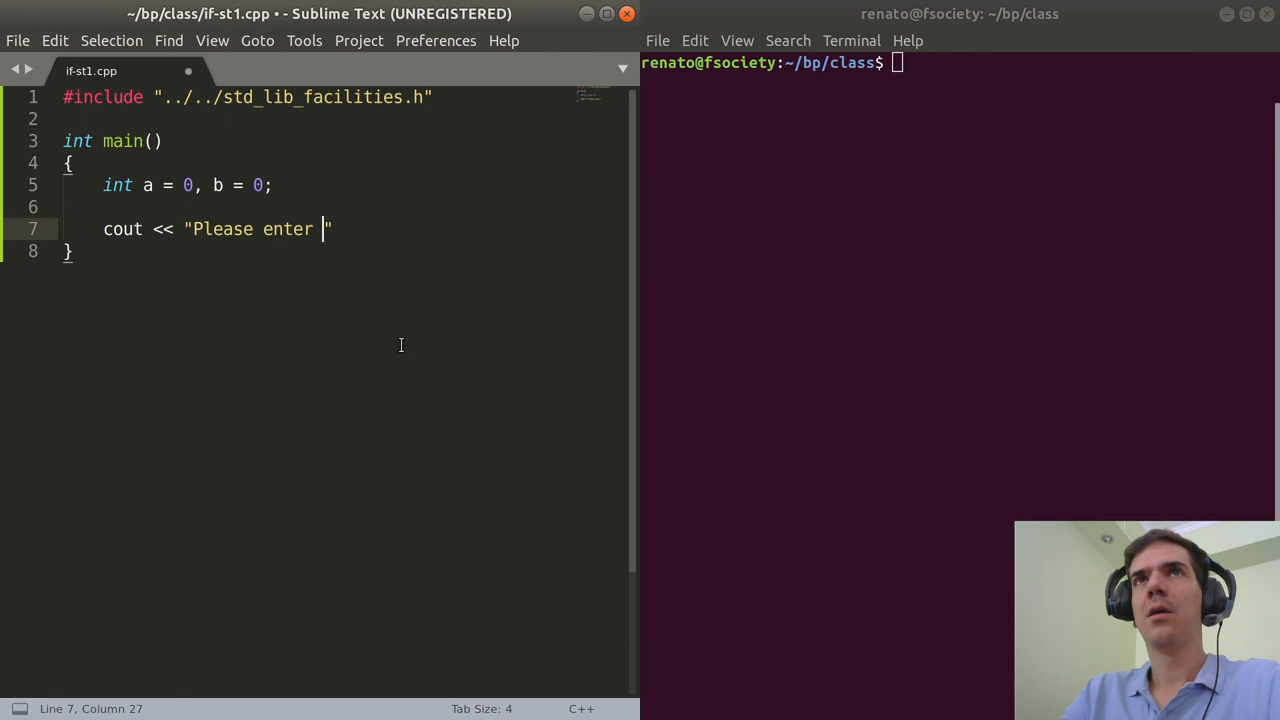 ~/bp/class/if-st1.cpp • - Sublime Text (UNREGISTERED)
File Edit Selection Find View Goto Tools Project Preferences Help
if-st1.cpp
1 #include "../../std_lib_facilities.h"
2
3 int main()
4 {
5 int a = 0, b = 0;
6
7 cout << "Please enter "
8 }
Line 7, Column 27
Tab Size: 4
C++
renato@fsociety: ~/bp/class
File Edit View Search Terminal Help
renato@fsociety:~/bp/class$